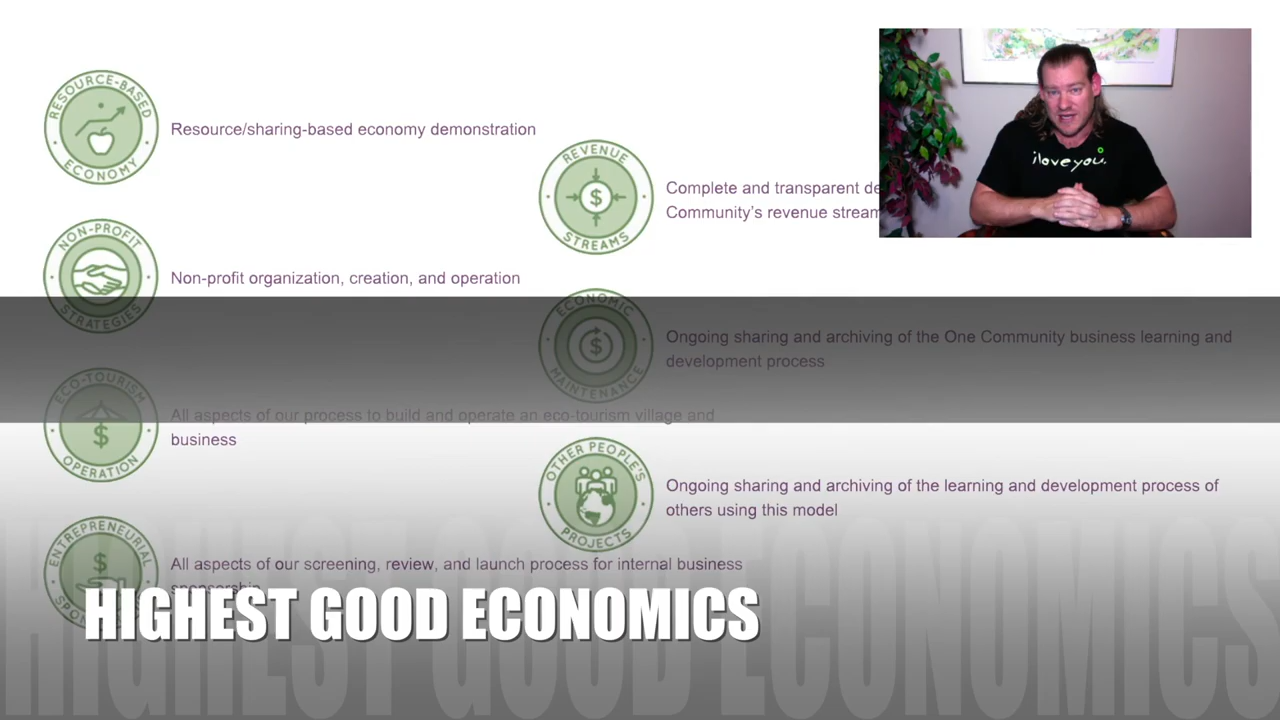 RESOURCE-BASED
ECONOMY
Resource/sharing-based economy demonstration
NON-PROFIT
STRATEGIES
Non-profit organization, creation, and operation
ECO-TOURISM
OPERATION
All aspects of our process to build and operate an eco-tourism village and
business
ENTREPRENEURIAL
All aspects of our screening, review, and launch process for internal business
sponsorship
REVENUE
STREAMS
Complete and transparent
Community's revenue stream
ECONOMIC
MAINTENANCE
Ongoing sharing and archiving of the One Community business learning and
development process
OTHER PEOPLE'S
PROJECTS
Ongoing sharing and archiving of the learning and development process of
others using this model
iloveyou.
HIGHEST GOOD ECONOMICS
HIGHEST GOOD ECONOMICS